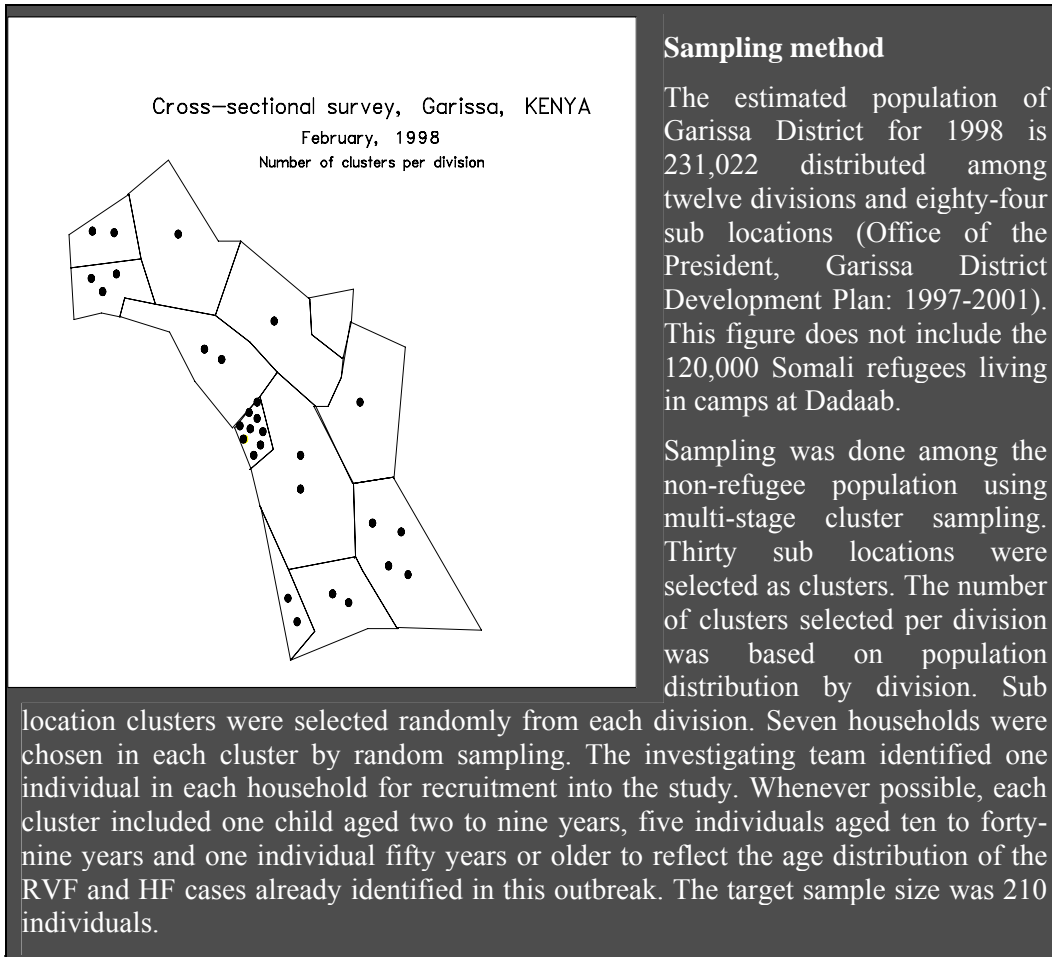 Cross-sectional survey, Garissa, KENYA
February, 1998
Number of clusters per division
Sampling method
The estimated population of
Garissa District for 1998 is
231,022 distributed among
twelve divisions and eighty-four
sub locations (Office of the
President, Garissa District
Development Plan: 1997-2001).
This figure does not include the
120,000 Somali refugees living
in camps at Dadaab.
Sampling was done among the
non-refugee population using
multi-stage cluster sampling.
Thirty sub locations were
selected as clusters. The number
of clusters selected per division
was based on population
distribution by division. Sub
location clusters were selected randomly from each division. Seven households were
chosen in each cluster by random sampling. The investigating team identified one
individual in each household for recruitment into the study. Whenever possible, each
cluster included one child aged two to nine years, five individuals aged ten to forty-
nine years and one individual fifty years or older to reflect the age distribution of the
RVF and HF cases already identified in this outbreak. The target sample size was 210
individuals.